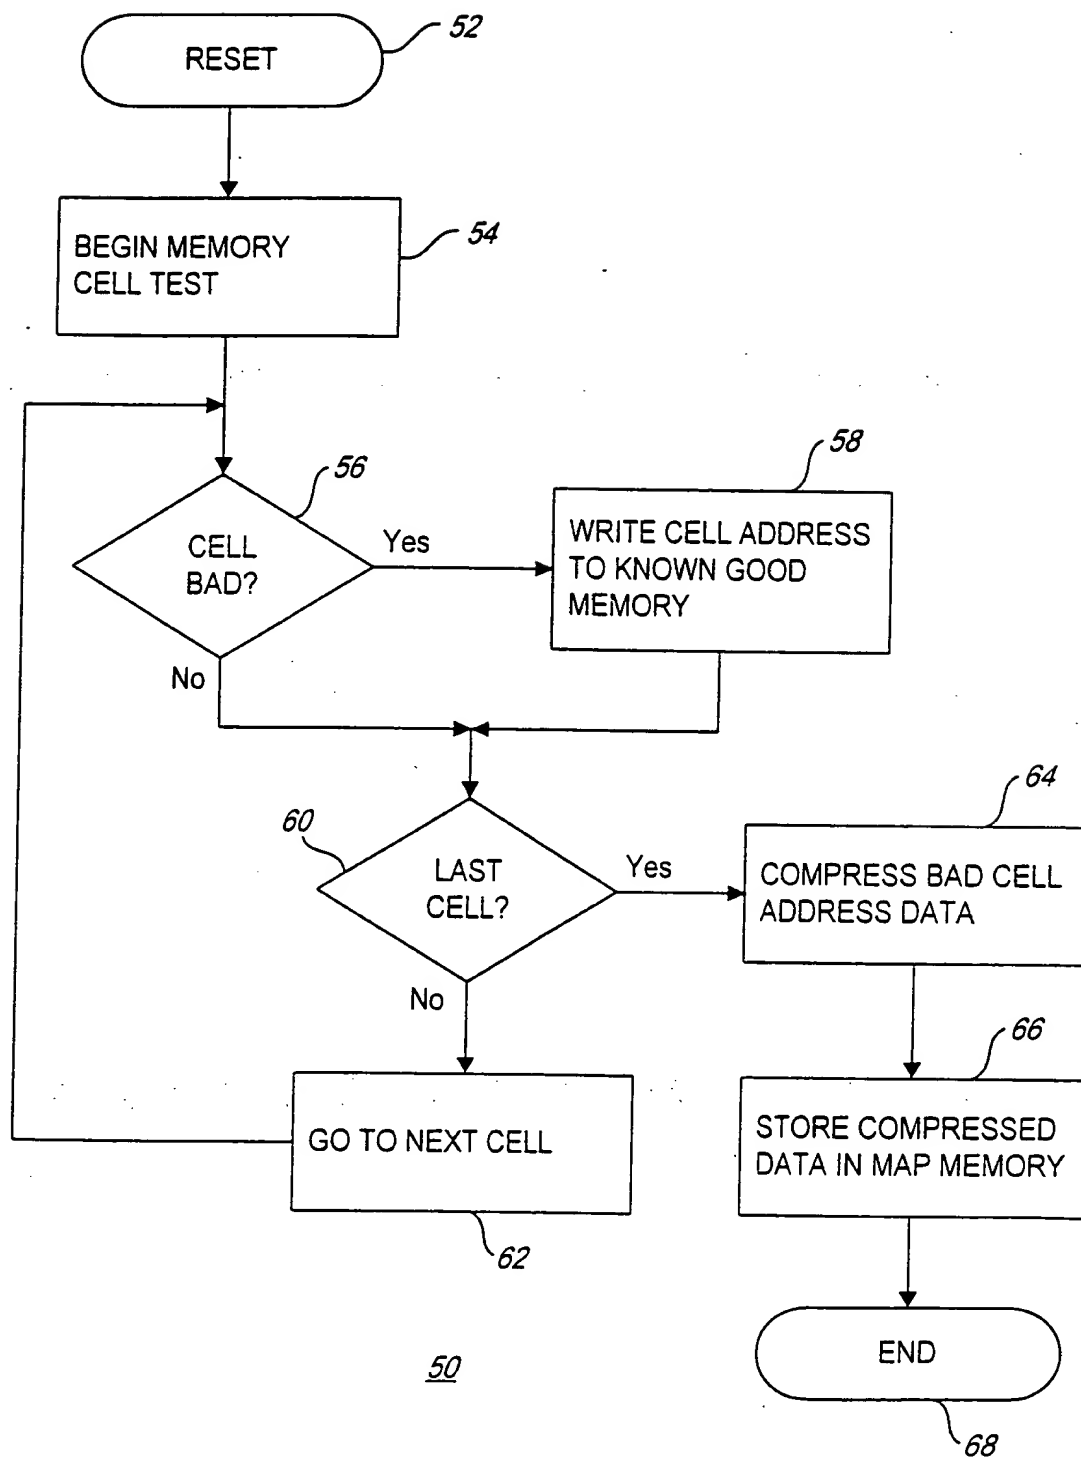 52
RESET
54
BEGIN MEMORY
CELL TEST
56
58
CELL
BAD?
Yes
WRITE CELL ADDRESS
TO KNOWN GOOD
MEMORY
No
60
64
LAST
CELL?
Yes
COMPRESS BAD CELL
ADDRESS DATA
No
66
GO TO NEXT CELL
STORE COMPRESSED
DATA IN MAP MEMORY
62
END
50
68